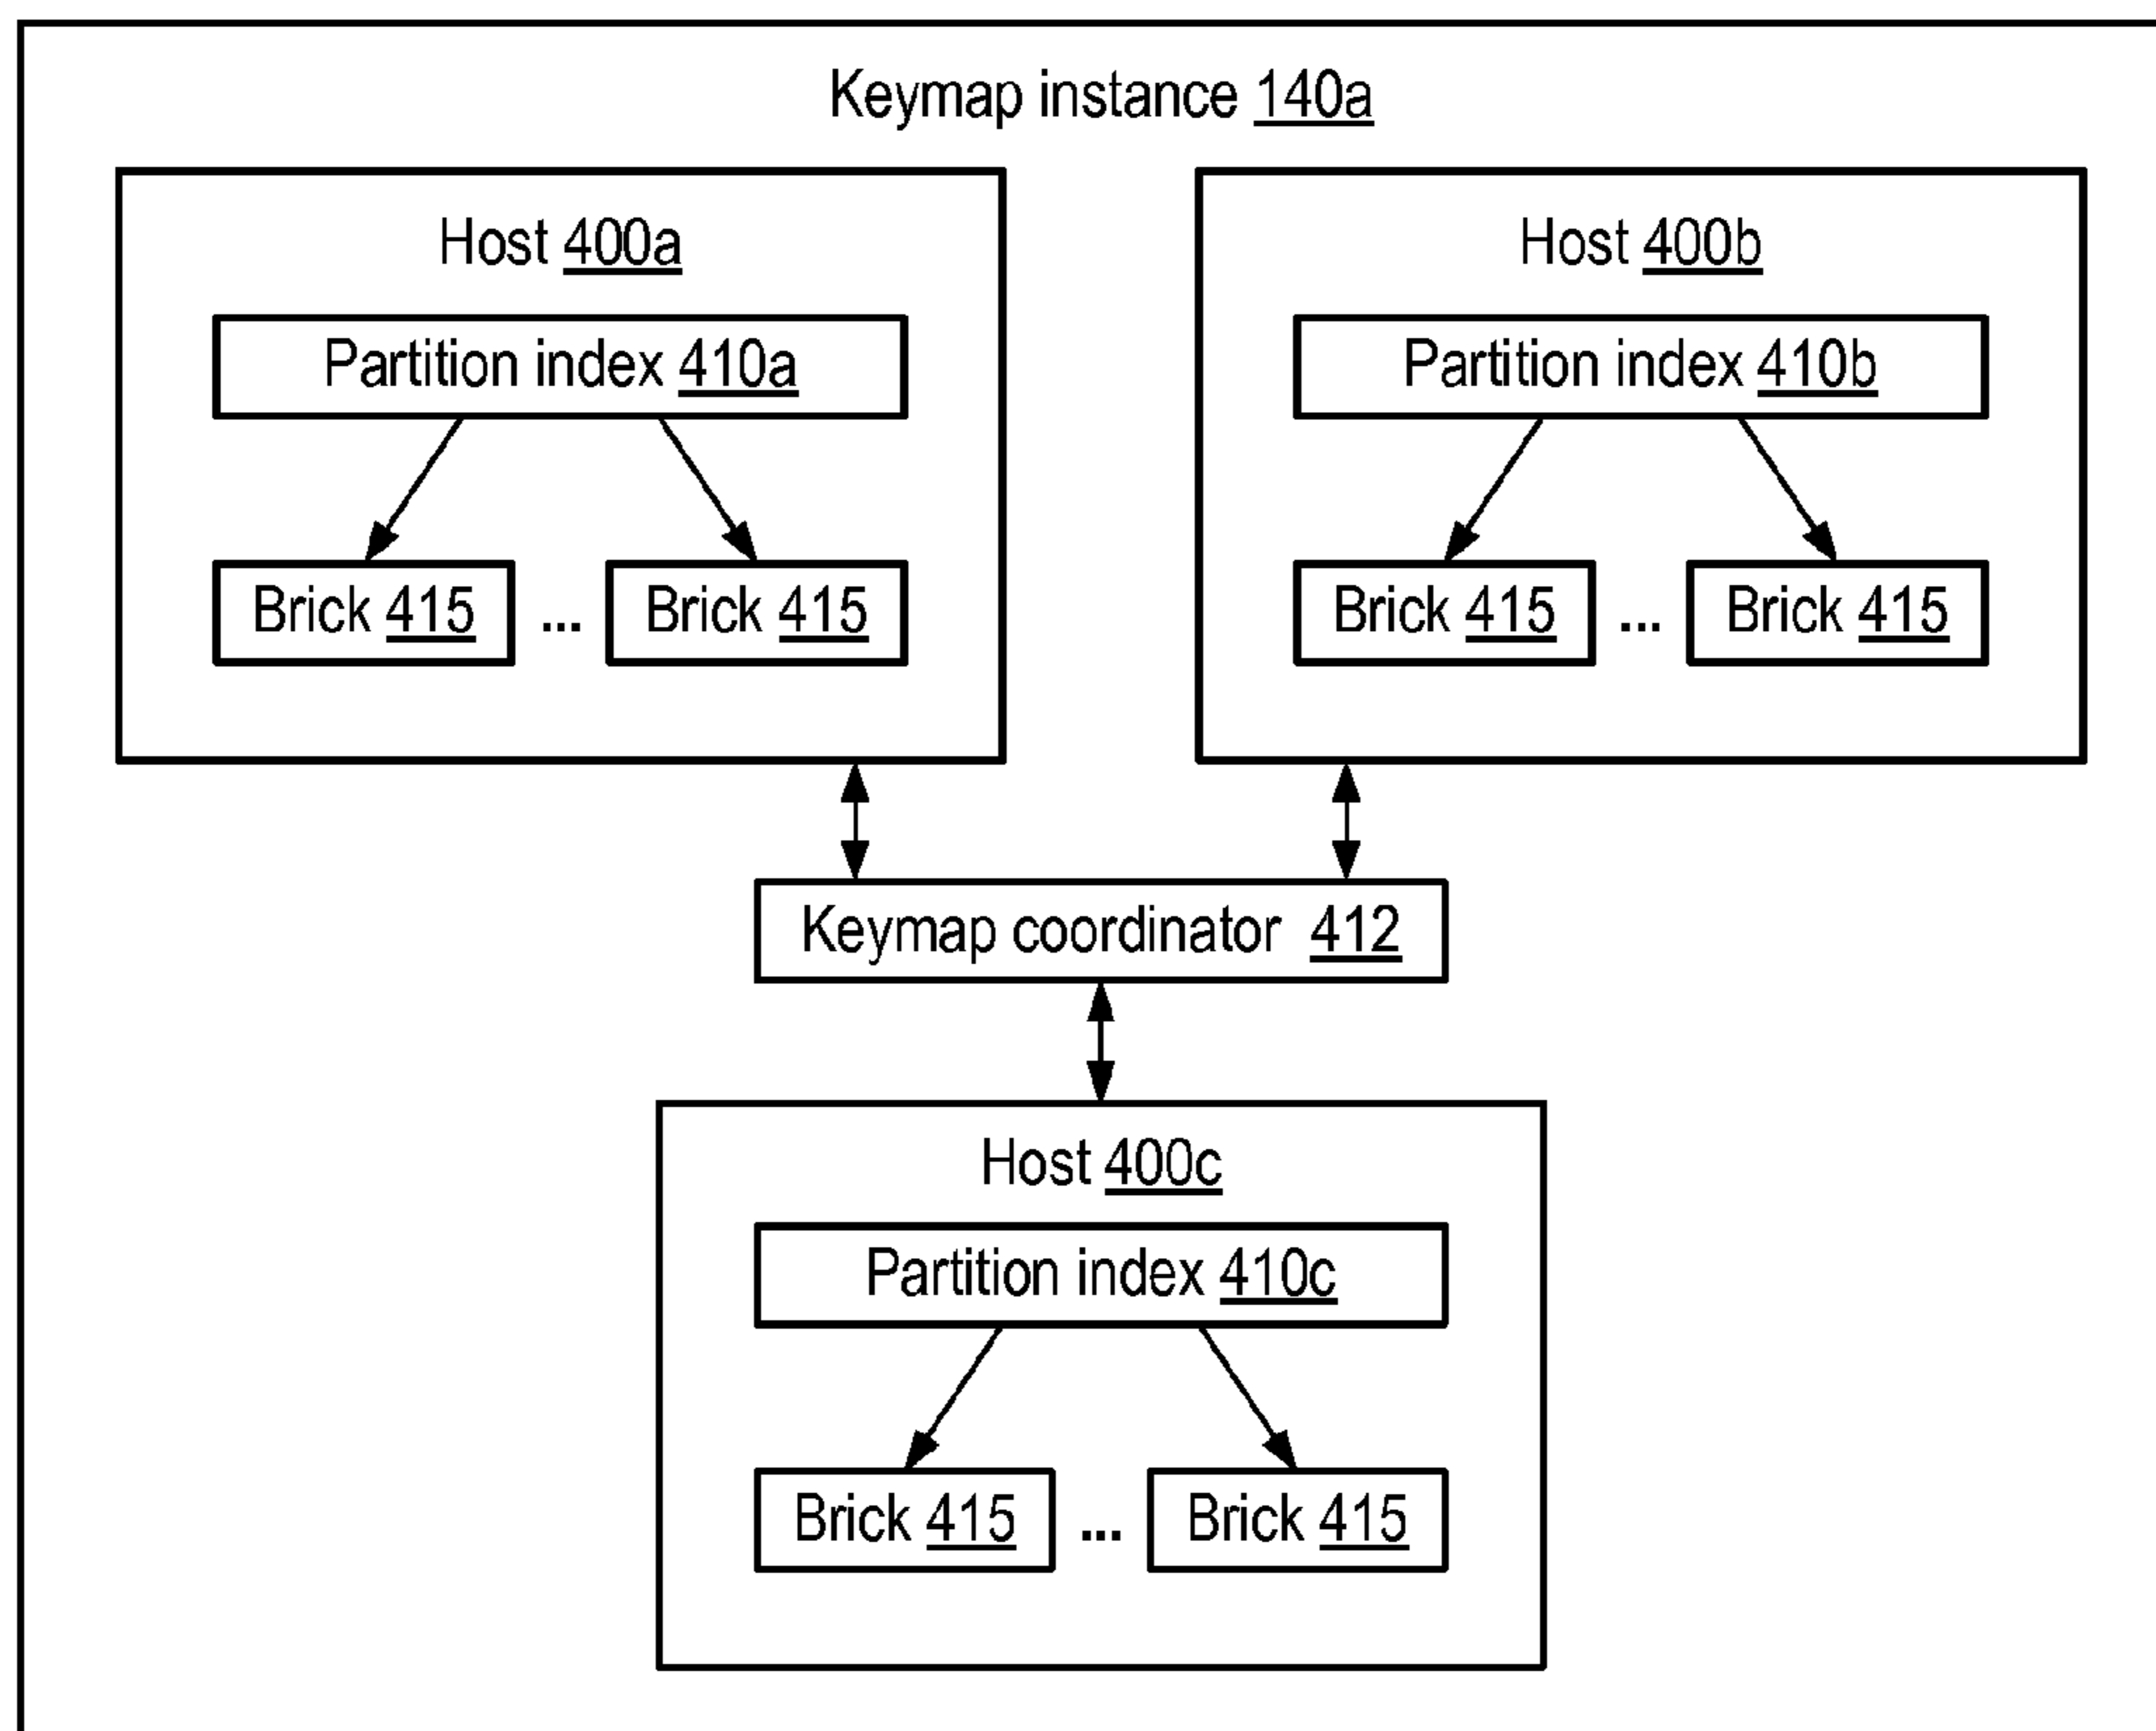 Keymap instance 140a
Host 400a
Partition index 410a
Brick 415 ... Brick 415
Host 400b
Partition index 410b
Brick 415 ... Brick 415
Keymap coordinator 412
Host 400c
Partition index 410c
Brick 415 ... Brick 415